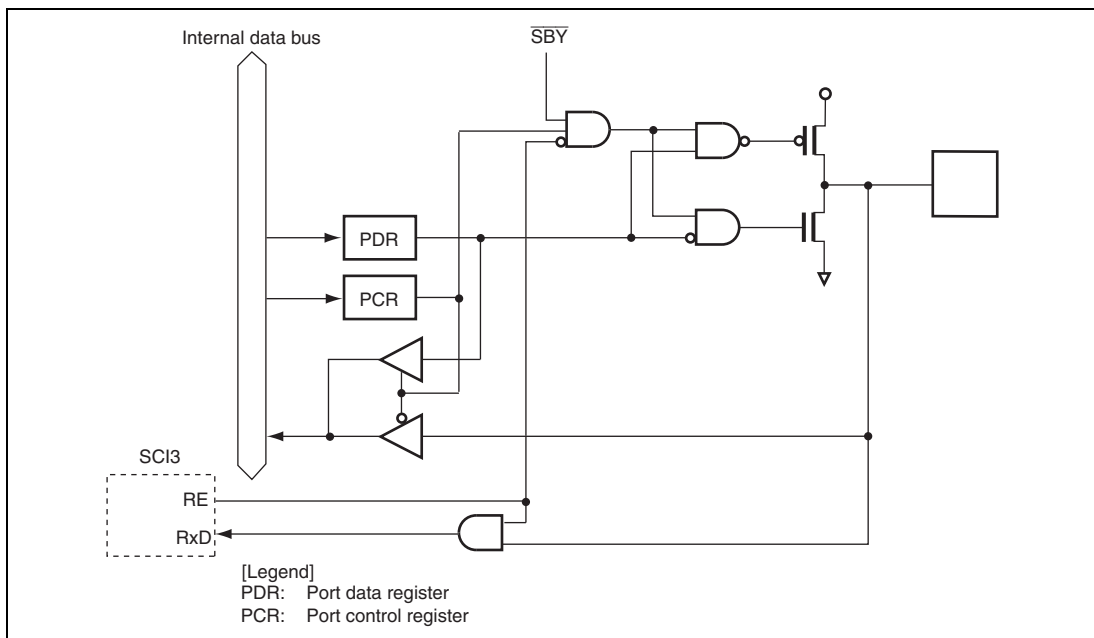 Internal data bus
SBY
PDR
PCR
SCI3
RE
RxD
[Legend]
PDR: Port data register
PCR: Port control register